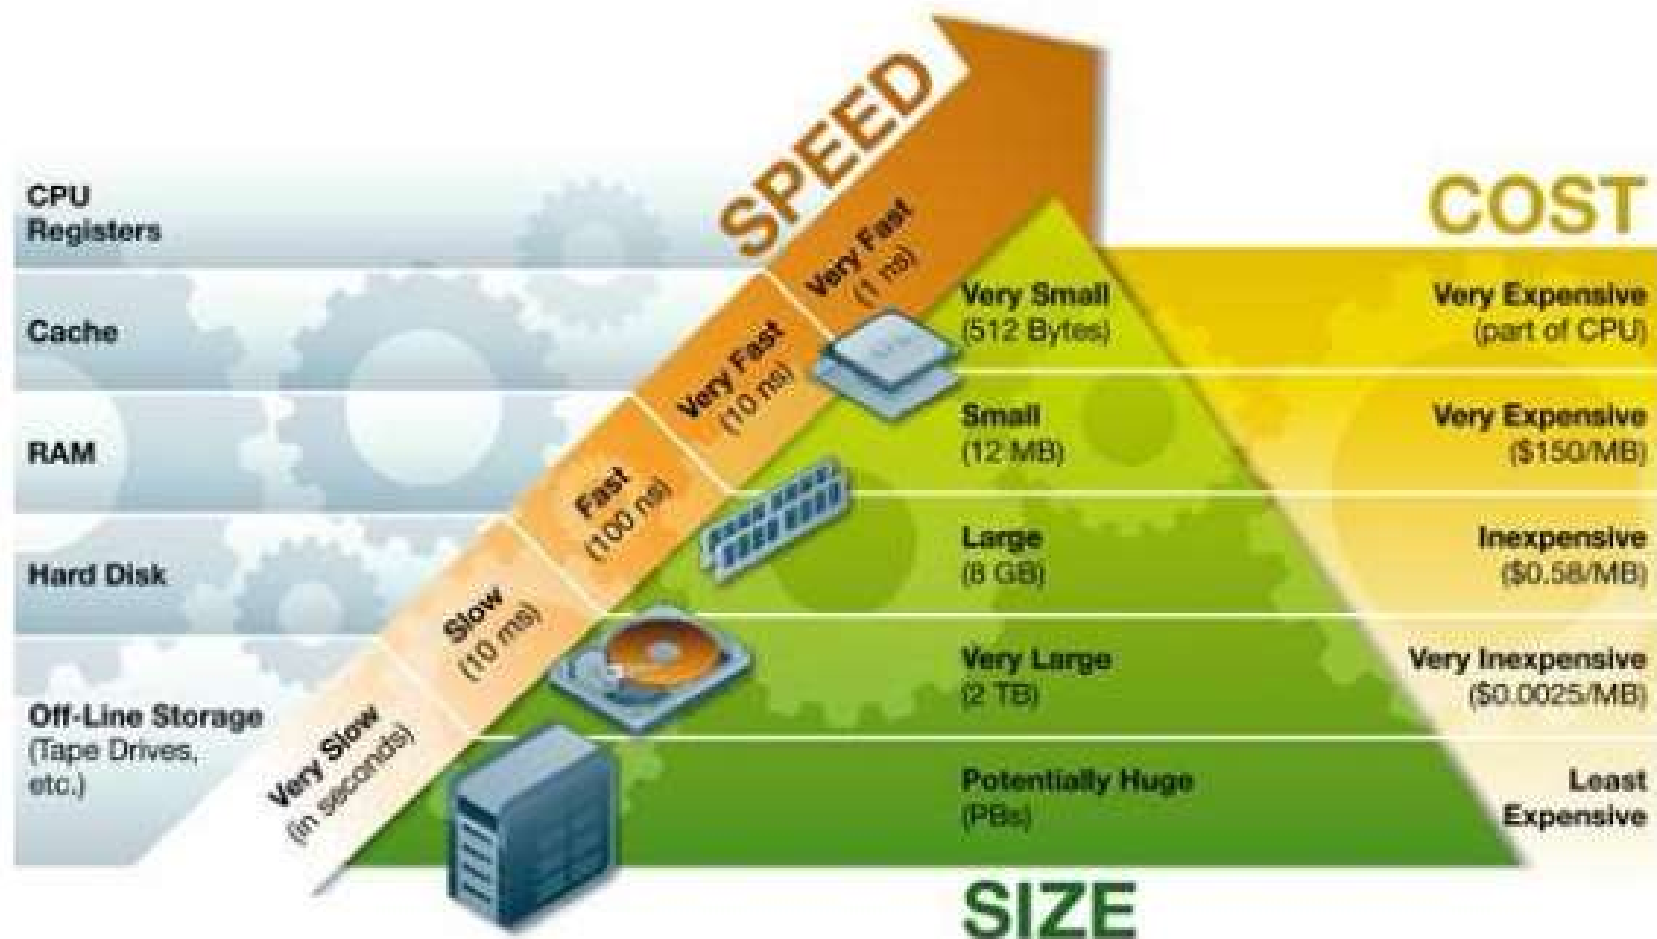 SPEED
COST
CPU
Registers
Very Fast
(1 ns)
Very Small
(512 Bytes)
Very Expensive
(part of CPU)
Cache
Very Fast
(10 ns)
Small
(12 MB)
Very Expensive
($150/MB)
RAM
Fast
(100 ns)
Large
(8 GB)
Inexpensive
($0.58/MB)
Hard Disk
Slow
(10 ms)
Very Large
(2 TB)
Very Inexpensive
($0.0025/MB)
Off-Line Storage
(Tape Drives,
etc.)
Very Slow
(in seconds)
Potentially Huge
(PBs)
Least
Expensive
SIZE